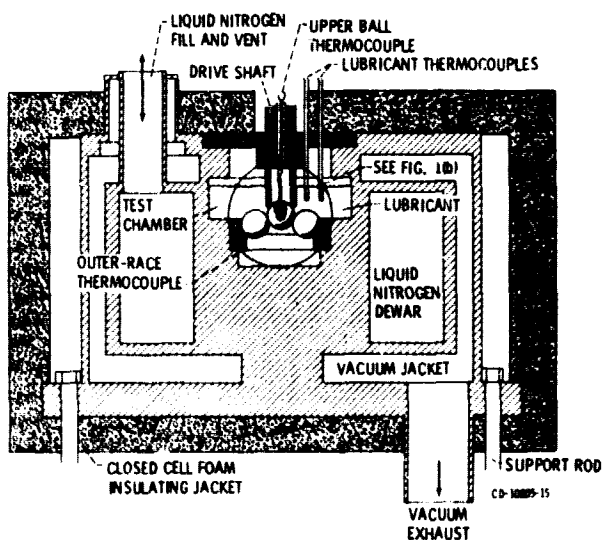 LIQUID NITROGEN
FILL AND VENT
UPPER BALL
THERMOCOUPLE
DRIVE SHAFT
LUBRICANT THERMOCOUPLES
SEE FIG. 1(b)
TEST
CHAMBER
LUBRICANT
OUTER-RACE
THERMOCOUPLE
LIQUID
NITROGEN
DEWAR
VACUUM JACKET
CLOSED CELL FOAM
INSULATING JACKET
SUPPORT ROD
VACUUM
EXHAUST